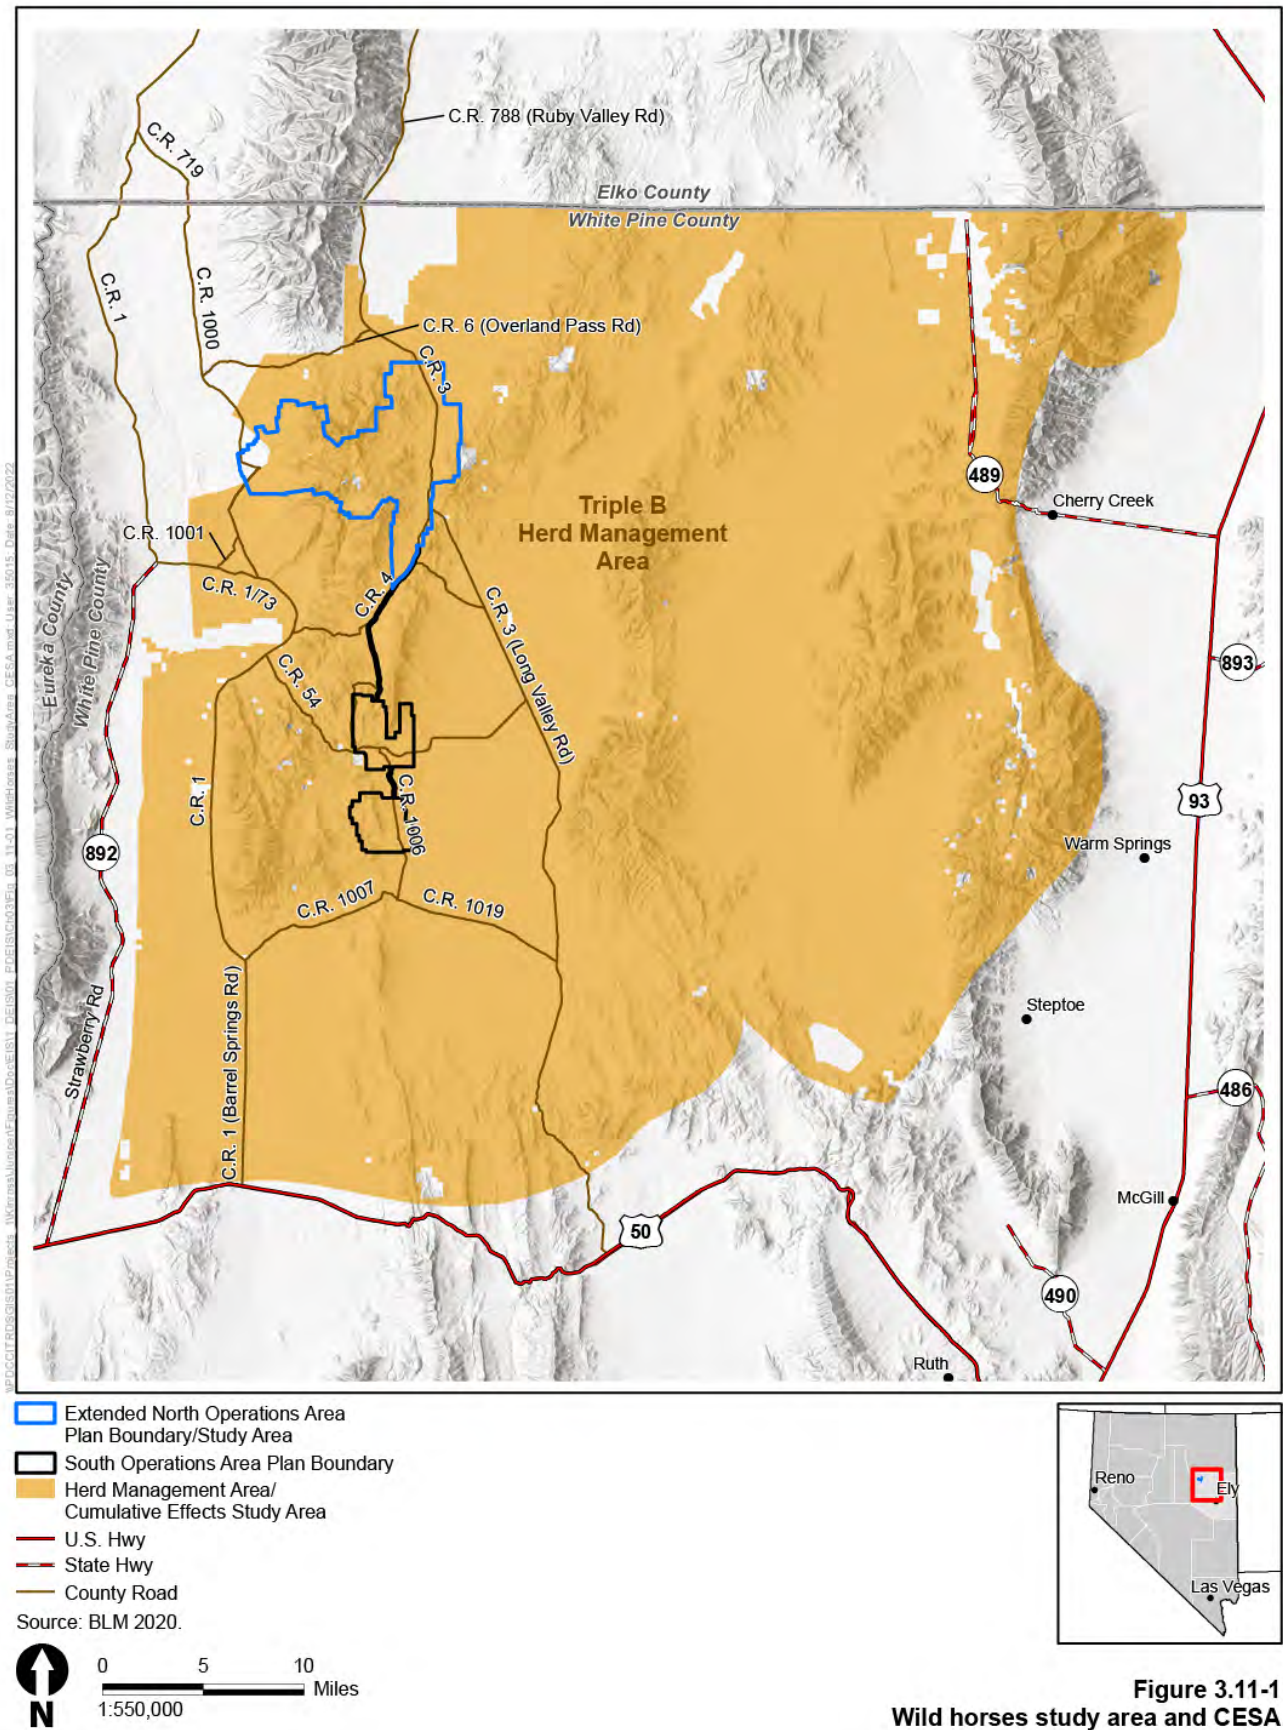 C.R. 788 (Ruby Valley Rd)
C.R. 719
Elko County
White Pine County
C.R. 1
C.R. 1000
C.R. 6 (Overland Pass Rd)
C.R. 3
489
Cherry Creek
Triple B
Herd Management
Area
C.R. 1001
C.R. 1/73
C.R. 4
Eureka County
White Pine County
C.R. 3 (Long Valley Rd)
C.R. 54
893
C.R. 1
C.R. 1006
93
892
Warm Springs
C.R. 1007
C.R. 1019
Strawberry Rd
C.R. 1 (Barrel Springs Rd)
Steptoe
486
McGill
50
490
Ruth
Extended North Operations Area
Plan Boundary/Study Area
South Operations Area Plan Boundary
Herd Management Area/
Cumulative Effects Study Area
U.S. Hwy
State Hwy
County Road
Source: BLM 2020.
Reno
Ely
Las Vegas
0 5 10
Miles
1:550,000
N
Figure 3.11-1
Wild horses study area and CESA